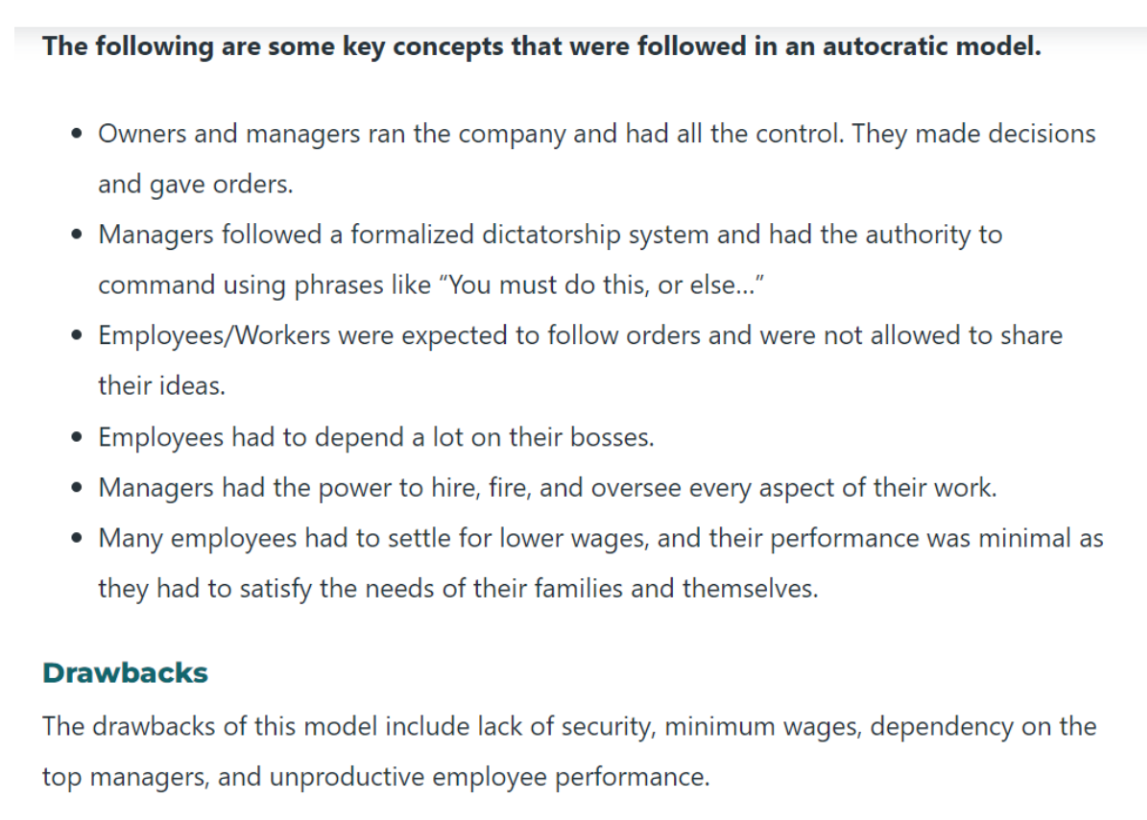 The following are some key concepts that were followed in an autocratic model.
• Owners and managers ran the company and had all the control. They made decisions
and gave orders.
• Managers followed a formalized dictatorship system and had the authority to
command using phrases like “You must do this, or else...”
• Employees/Workers were expected to follow orders and were not allowed to share
their ideas.
• Employees had to depend a lot on their bosses.
• Managers had the power to hire, fire, and oversee every aspect of their work.
• Many employees had to settle for lower wages, and their performance was minimal as
they had to satisfy the needs of their families and themselves.
Drawbacks
The drawbacks of this model include lack of security, minimum wages, dependency on the
top managers, and unproductive employee performance.